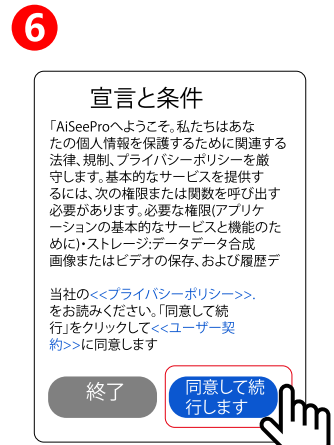 6
宣言と条件
「AiSeeProへようこそ。私たちはあな
たの個人情報を保護するために関連する
法律、規制、プライバシーポリシーを厳
守します。基本的なサービスを提供す
るには、次の権限または関数を呼び出す
必要があります。必要な権限(アプリケ
ーションの基本的なサービスと機能のた
めに)・ストレージ:データデータ合成
画像またはビデオの保存、および履歴デ
当社の<<プライバシーポリシー>>.
をお読みください。「同意して続
行」をクリックして<<ユーザー契
約>>に同意します
終了
同意して続
行します